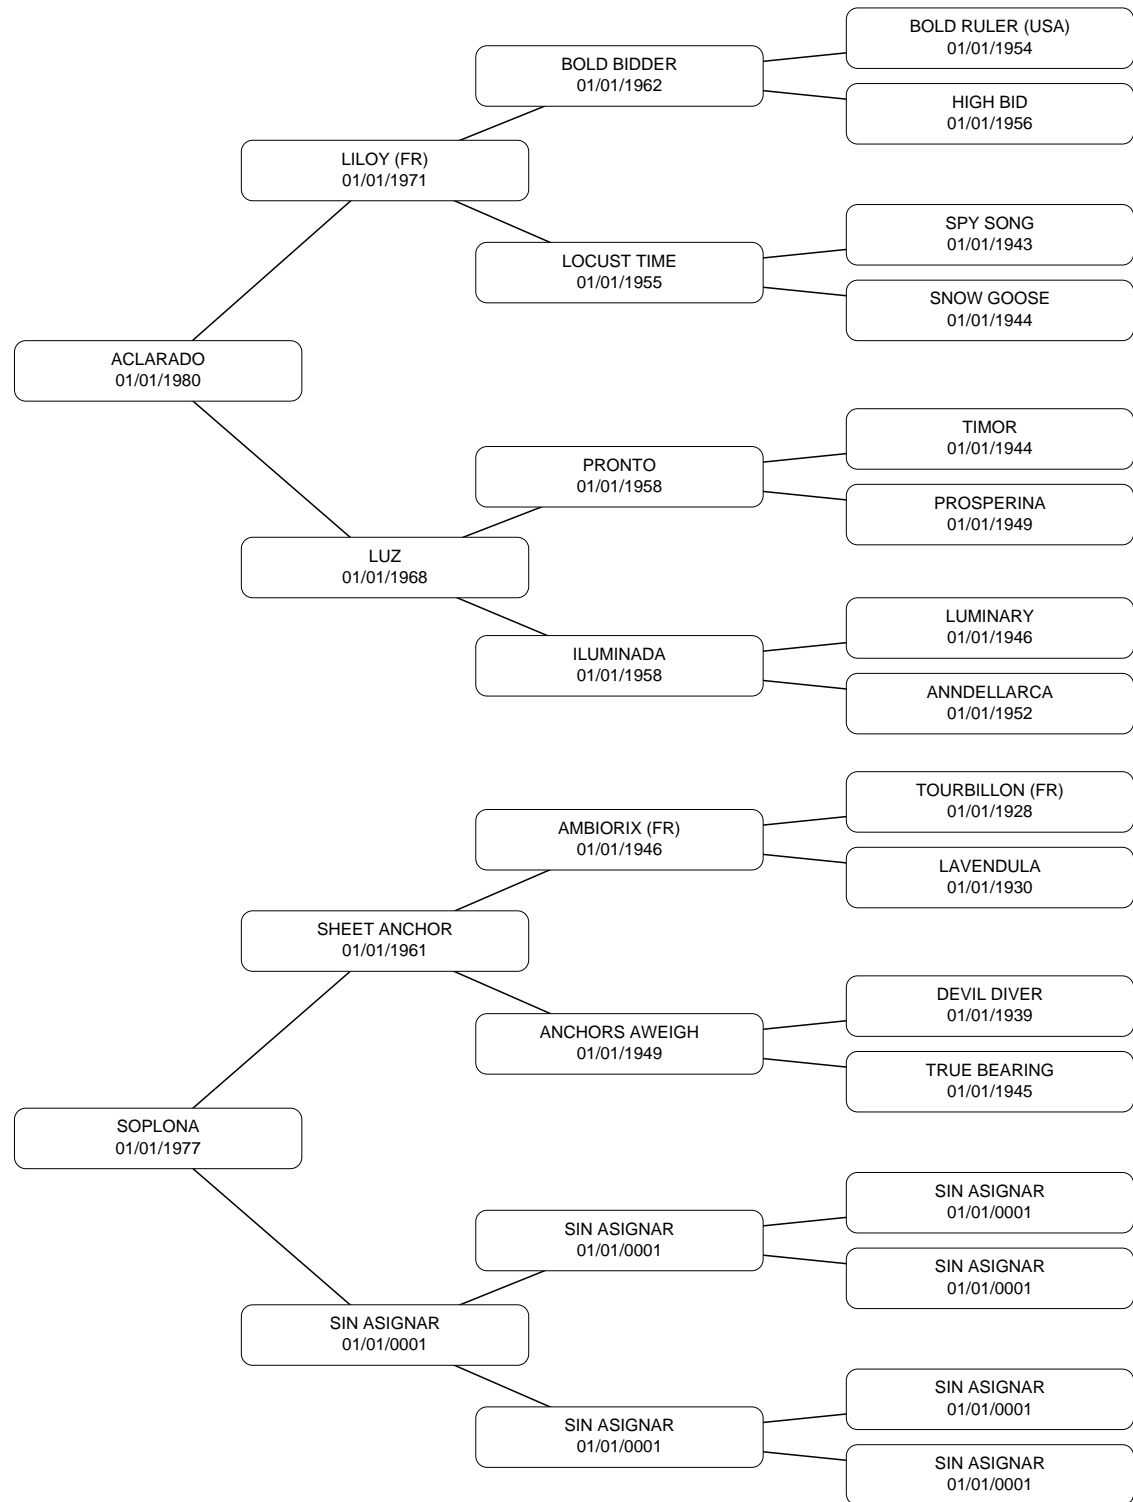 BOLD RULER (USA)
01/01/1954
BOLD BIDDER
01/01/1962
HIGH BID
01/01/1956
LILOY (FR)
01/01/1971
SPY SONG
01/01/1943
LOCUST TIME
01/01/1955
SNOW GOOSE
01/01/1944
ACLARADO
01/01/1980
TIMOR
01/01/1944
PRONTO
01/01/1958
PROSPERINA
01/01/1949
LUZ
01/01/1968
LUMINARY
01/01/1946
ILUMINADA
01/01/1958
ANNDELLARCA
01/01/1952
TOURBILLON (FR)
01/01/1928
AMBIORIX (FR)
01/01/1946
LAVENDULA
01/01/1930
SHEET ANCHOR
01/01/1961
DEVIL DIVER
01/01/1939
ANCHORS AWEIGH
01/01/1949
TRUE BEARING
01/01/1945
SOPLONA
01/01/1977
SIN ASIGNAR
01/01/0001
SIN ASIGNAR
01/01/0001
SIN ASIGNAR
01/01/0001
SIN ASIGNAR
01/01/0001
SIN ASIGNAR
01/01/0001
SIN ASIGNAR
01/01/0001
SIN ASIGNAR
01/01/0001